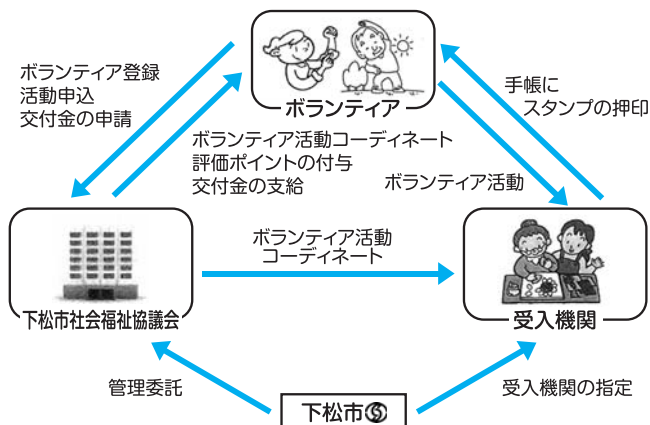 ボランティア登録
活動申込
交付金の申請
ボランティア
手帳に
スタンプの押印
ボランティア活動コーディネート
評価ポイントの付与
交付金の支給
ボランティア活動
ボランティア活動
コーディネート
下松市社会福祉協議会
受入機関
管理委託
受入機関の指定
下松市